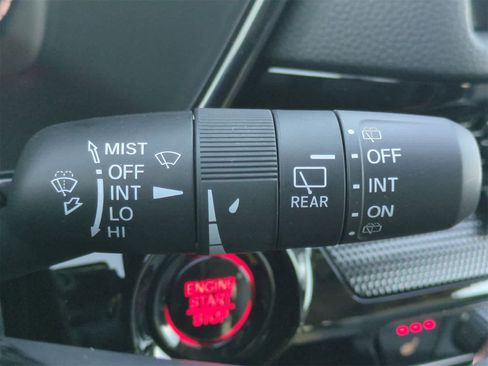 MIST
OFF
INT
LO
HI
REAR
OFF
INT
ON
ENGINE
START
STOP